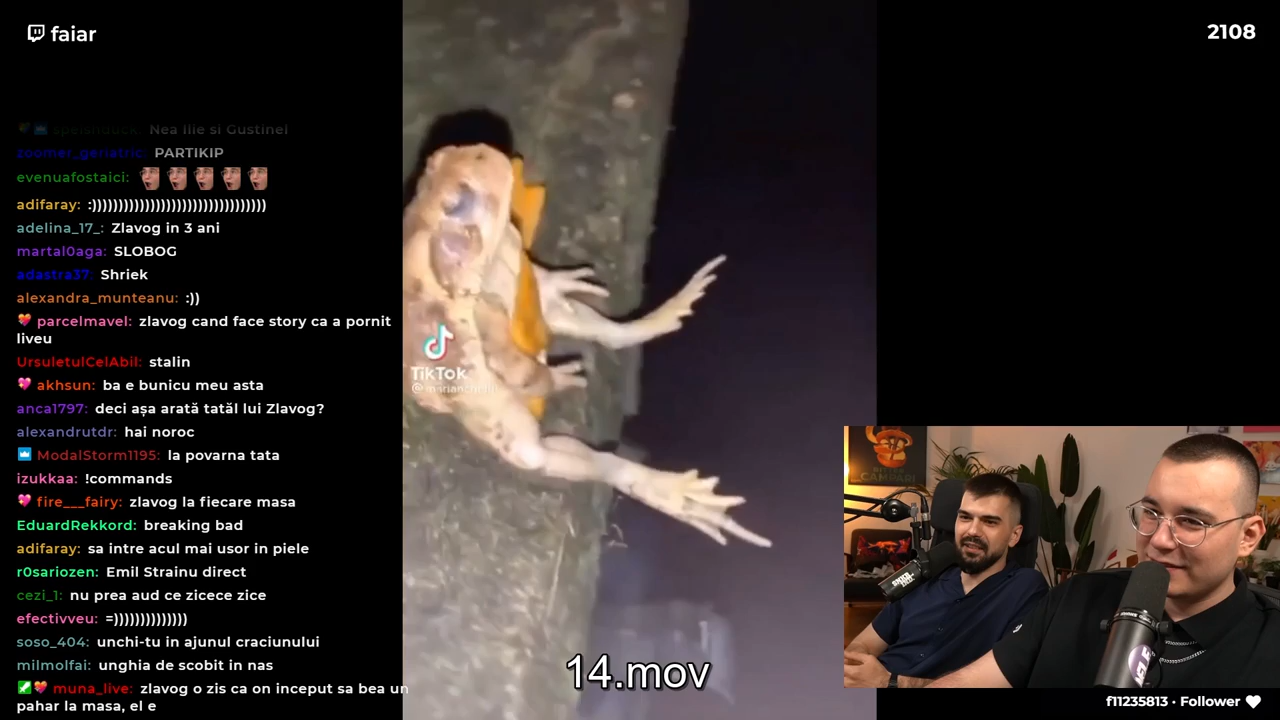 faiar
2108
Nea Ilie si Gustinel
zoomer_geriatric: PARTIKIP
evenuafostaici:
adifaray: :))))))))))))))))))))))))))))))))
adelina_17_: Zlavog in 3 ani
martal0aga: SLOBOG
adastra37: Shriek
alexandra_munteanu: :))
parcelmavel: zlavog cand face story ca a pornit
liveu
UrsuletulCelAbil: stalin
akhsun: ba e bunicu meu asta
anca1797: deci așa arată tatăl lui Zlavog?
alexandrutdr: hai noroc
ModalStorm1195: la povarna tata
izukkaa: !commands
fire___fairy: zlavog la fiecare masa
EduardRekkord: breaking bad
adifaray: sa intre acul mai usor in piele
r0sariozen: Emil Strainu direct
cezi_1: nu prea aud ce zicece zice
efectivveu: =))))))))))))))
soso_404: unchi-tu in ajunul craciunului
milmolfai: unghia de scobit in nas
muna_live: zlavog o zis ca on inceput sa bea un
pahar la masa, el e
TikTok
14.mov
f11235813 · Follower